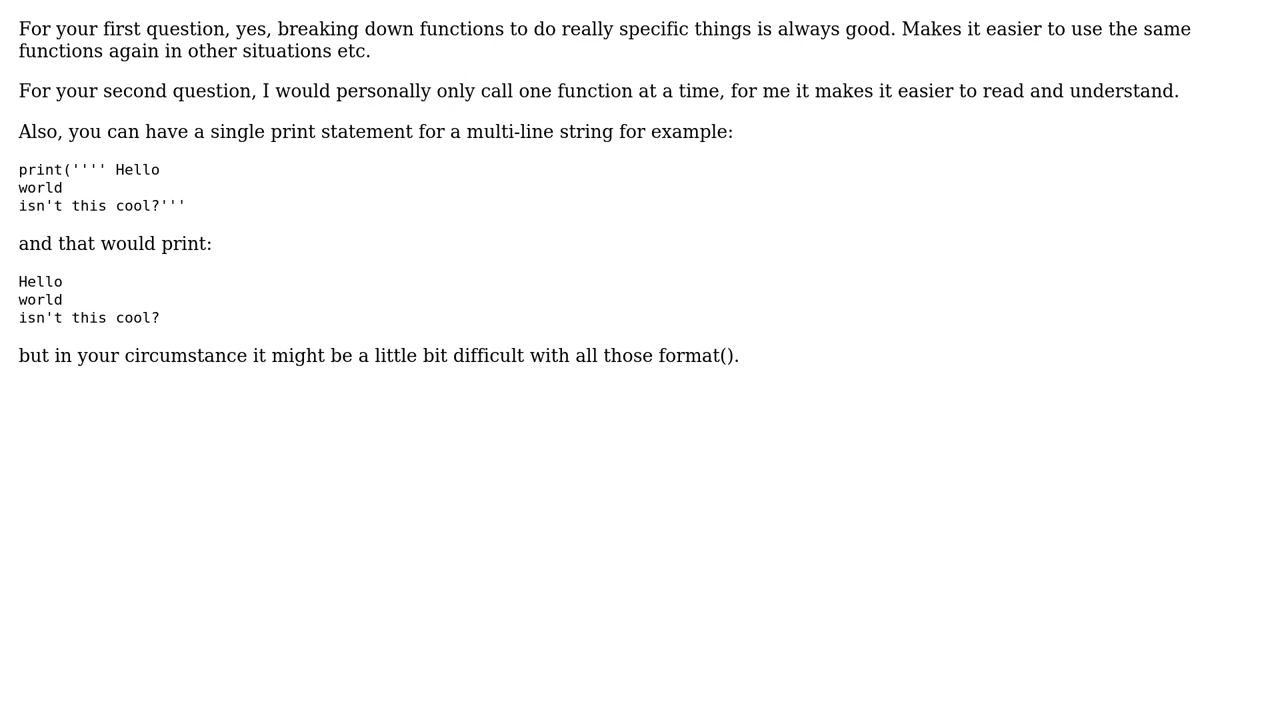 For your first question, yes, breaking down functions to do really specific things is always good. Makes it easier to use the same
functions again in other situations etc.
For your second question, I would personally only call one function at a time, for me it makes it easier to read and understand.
Also, you can have a single print statement for a multi-line string for example:
print('''' Hello
world
isn't this cool?'''
and that would print:
Hello
world
isn't this cool?
but in your circumstance it might be a little bit difficult with all those format().